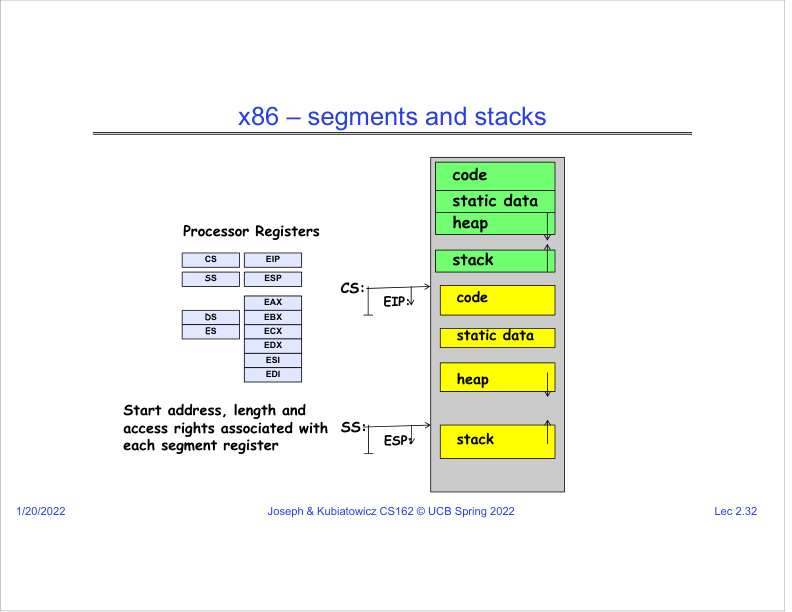 x86 – segments and stacks
Processor Registers
CS EIP
SS ESP
EAX
DS EBX
ES ECX
EDX
ESI
EDI
Start address, length and
access rights associated with
each segment register
CS:
EIP:
SS:
ESP:
code
static data
heap
stack
code
static data
heap
stack
1/20/2022 Joseph & Kubiatowicz CS162 © UCB Spring 2022 Lec 2.32